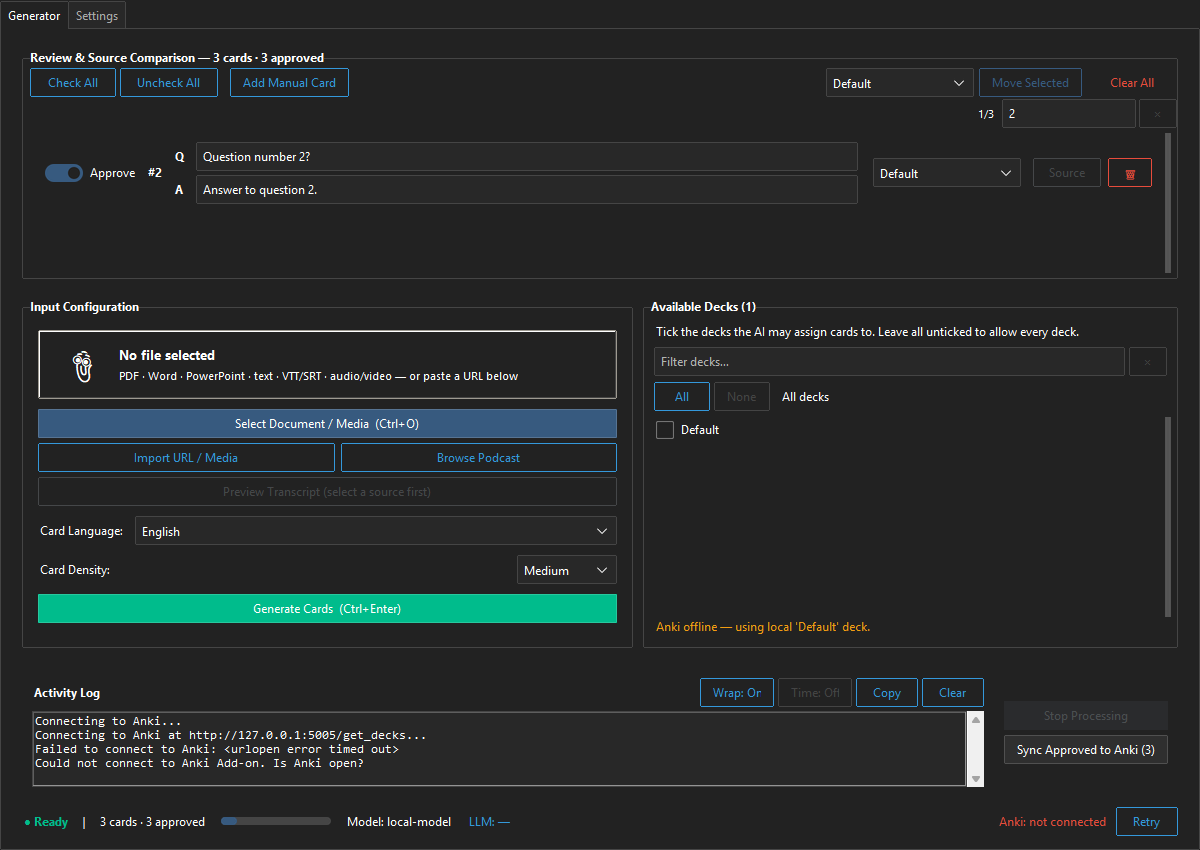 Generator Settings
Review & Source Comparison — 3 cards · 3 approved
Check All Uncheck All Add Manual Card Default Move Selected Clear All
1/3 2 ×
Q Question number 2?
Approve #2 Default Source
A Answer to question 2.
Input Configuration
No file selected
PDF · Word · PowerPoint · text · VTT/SRT · audio/video — or paste a URL below
Select Document / Media (Ctrl+O)
Import URL / Media Browse Podcast
Preview Transcript (select a source first)
Card Language: English
Card Density: Medium
Generate Cards (Ctrl+Enter)
Available Decks (1)
Tick the decks the AI may assign cards to. Leave all unticked to allow every deck.
Filter decks... ×
All None All decks
Default
Anki offline — using local 'Default' deck.
Activity Log Wrap: On Time: Off Copy Clear
Connecting to Anki...
Connecting to Anki at http://127.0.0.1:5005/get_decks...
Failed to connect to Anki: <urlopen error timed out>
Could not connect to Anki Add-on. Is Anki open?
Stop Processing
Sync Approved to Anki (3)
● Ready | 3 cards · 3 approved Model: local-model LLM: — Anki: not connected Retry